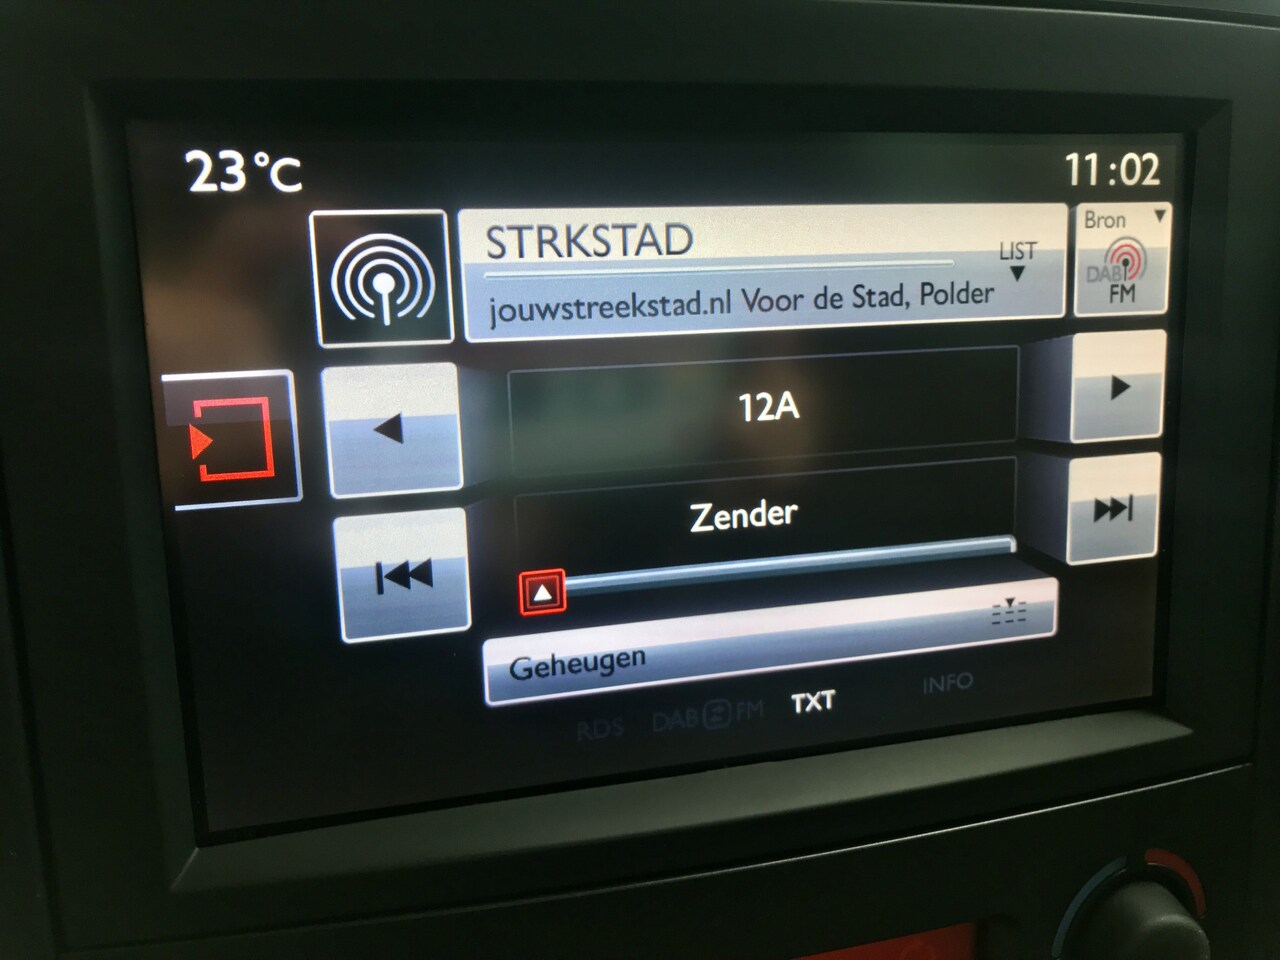 23°C
11:02
STRKSTAD
LIST
jouwstreekstad.nl Voor de Stad, Polder
Bron
DAB
FM
12A
Zender
Geheugen
RDS DAB FM TXT INFO